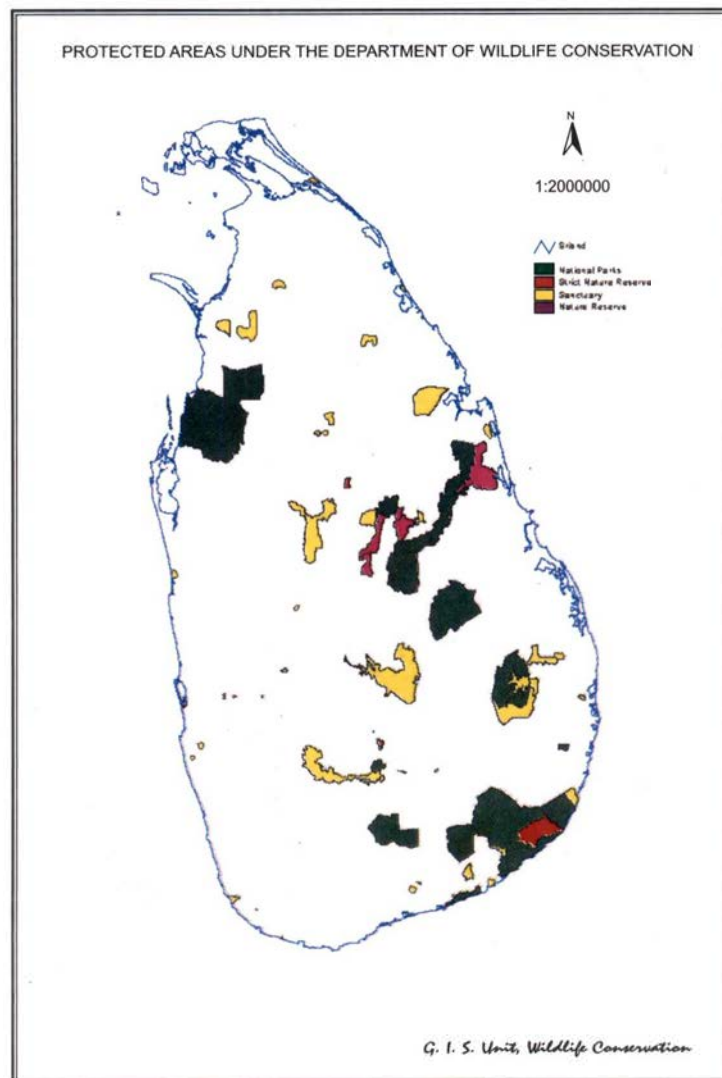 PROTECTED AREAS UNDER THE DEPARTMENT OF WILDLIFE CONSERVATION
N
1:2000000
National Parks
Strict Nature Reserve
Sanctuary
Nature Reserve
G. I. S. Unit, Wildlife Conservation